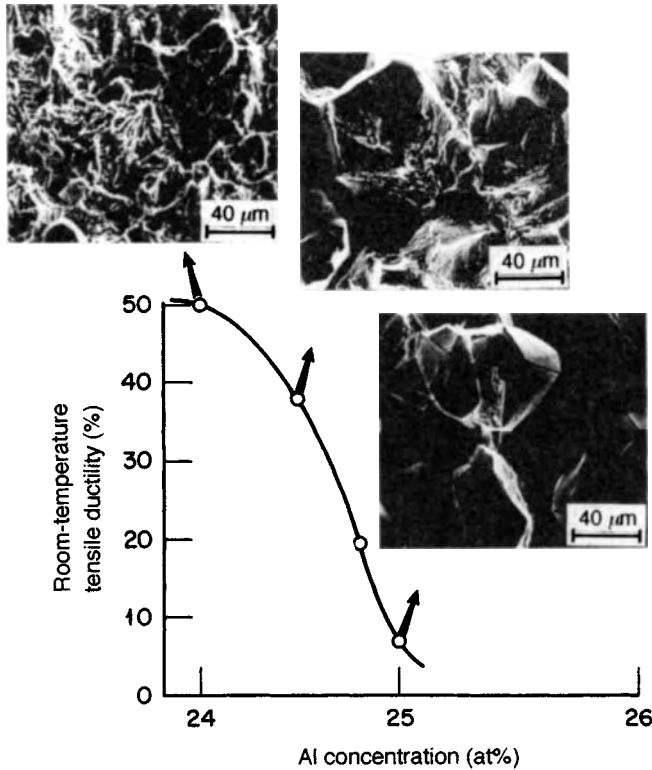 40 μm
40 μm
40 μm
50
40
30
20
10
0
Room-temperature
tensile ductility (%)
24
25
26
Al concentration (at%)